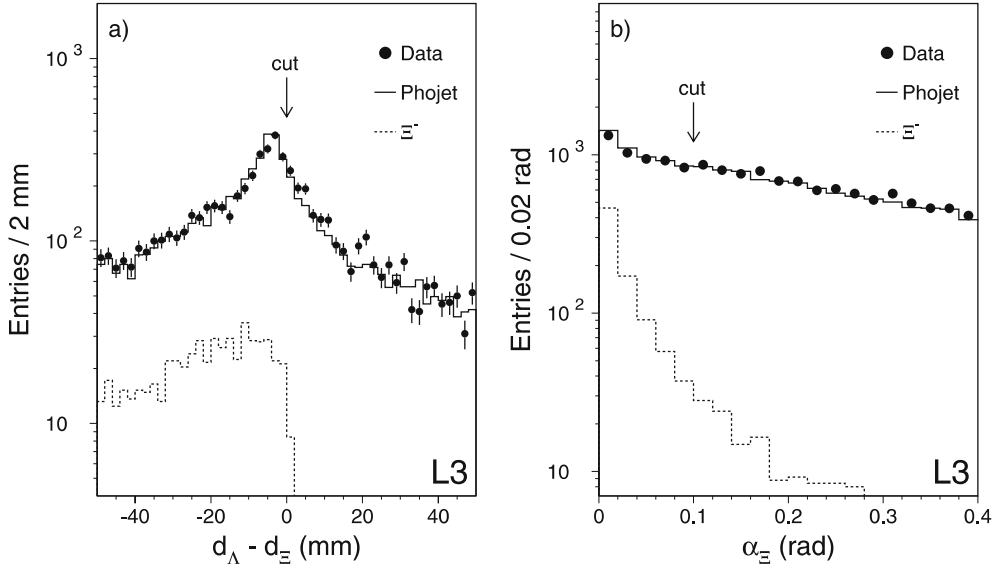 a)
10³
10²
10
Entries / 2 mm
cut
Data
Phojet
Ξ⁻
L3
-40 -20 0 20 40
d_Λ - d_Ξ (mm)
b)
10³
10²
10
Entries / 0.02 rad
cut
Data
Phojet
Ξ⁻
L3
0 0.1 0.2 0.3 0.4
α_Ξ (rad)